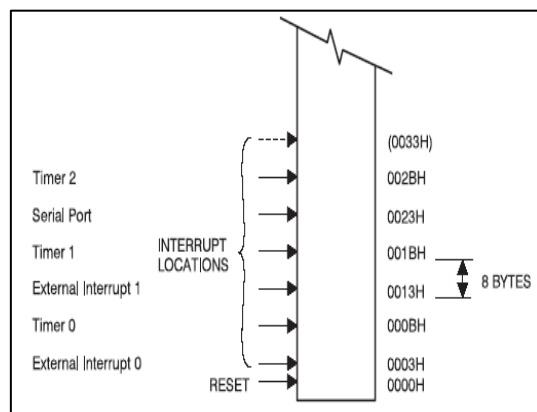 (0033H)
Timer 2 002BH
Serial Port 0023H
Timer 1 001BH
INTERRUPT LOCATIONS
8 BYTES
External Interrupt 1 0013H
Timer 0 000BH
External Interrupt 0 0003H
RESET 0000H